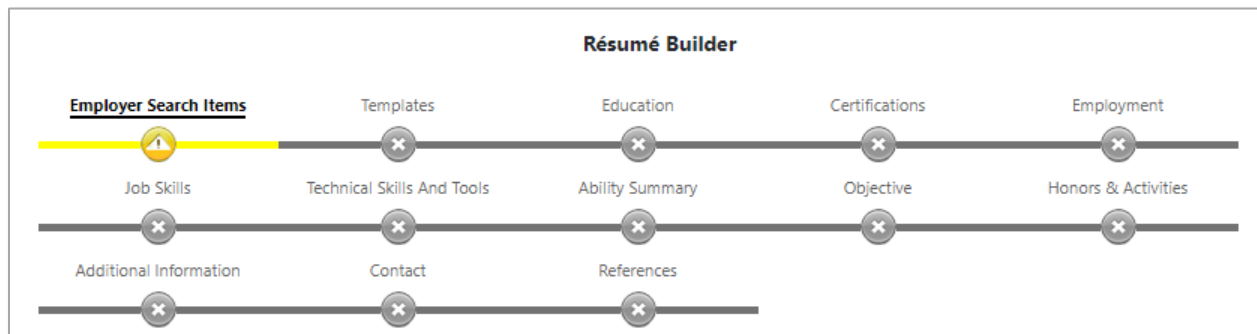 Résumé Builder
Employer Search Items Templates Education Certifications Employment
Job Skills Technical Skills And Tools Ability Summary Objective Honors & Activities
Additional Information Contact References